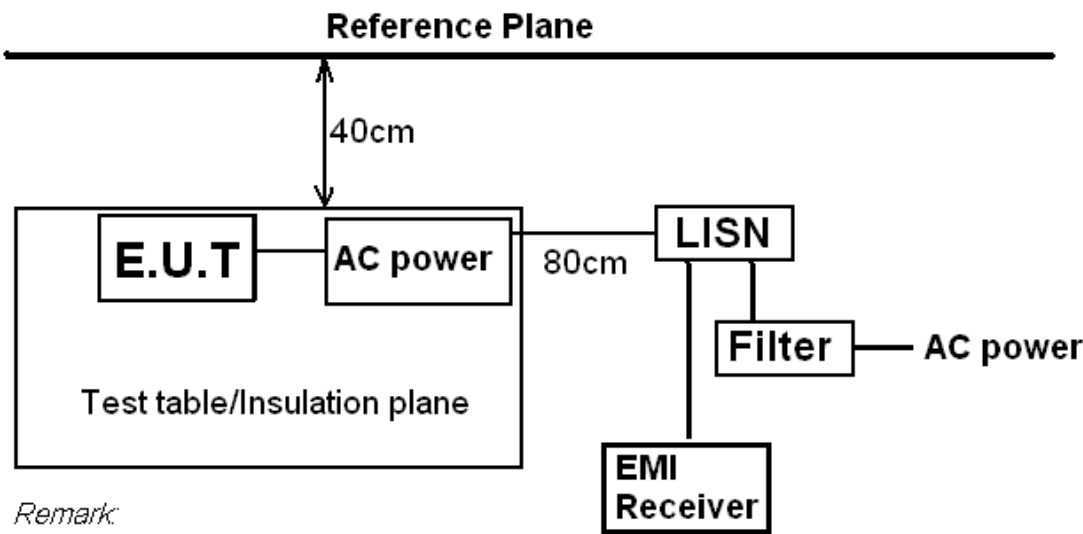 Reference Plane
40cm
E.U.T
AC power
80cm
LISN
Filter
AC power
Test table/Insulation plane
EMI
Receiver
Remark: